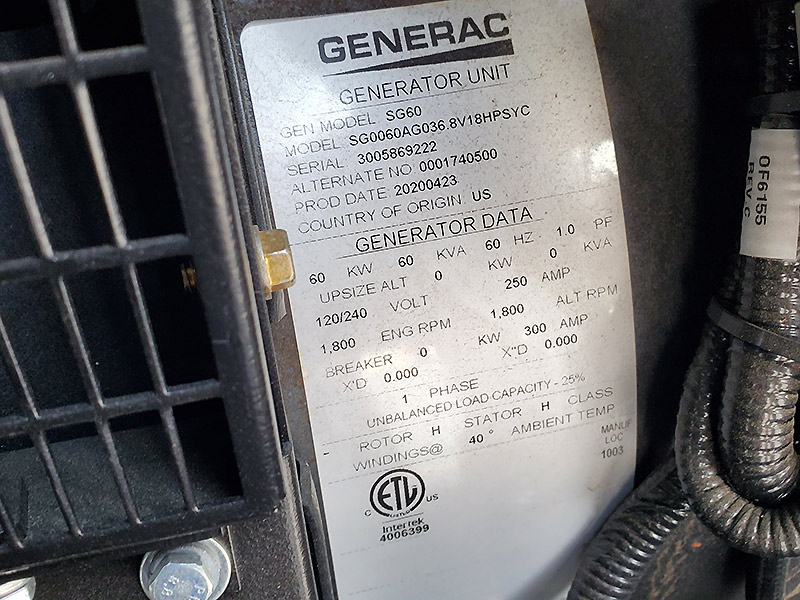 GENERAC
GENERATOR UNIT
GEN MODEL SG60
MODEL SG0060AG036.8V18HPSYC
SERIAL 3005869222
ALTERNATE NO 0001740500
PROD DATE 20200423
COUNTRY OF ORIGIN US
GENERATOR DATA
60 KW 60 KVA 60 HZ 1.0 PF
UPSIZE ALT 0 KW 0 KVA
120/240 VOLT 250 AMP
1,800 ENG RPM 1,800 ALT RPM
BREAKER 0 KW 300 AMP
X'D 0.000 X"D 0.000
1 PHASE
UNBALANCED LOAD CAPACITY - 25%
- ROTOR H STATOR H CLASS
WINDINGS@ 40 ° AMBIENT TEMP
MANUF
LOC
1003
C ETL US
LISTED
Intertek
4006399
0F6155
REV C